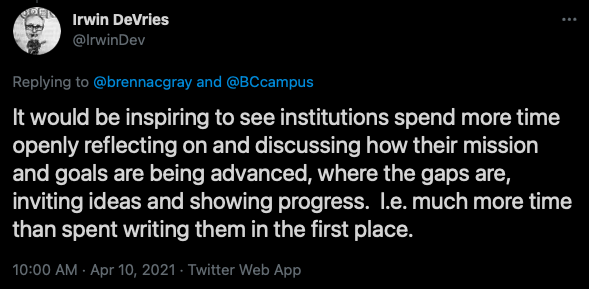 Irwin DeVries
@IrwinDev
Replying to @brennacgray and @BCcampus
It would be inspiring to see institutions spend more time
openly reflecting on and discussing how their mission
and goals are being advanced, where the gaps are,
inviting ideas and showing progress.  I.e. much more time
than spent writing them in the first place.
10:00 AM · Apr 10, 2021 · Twitter Web App